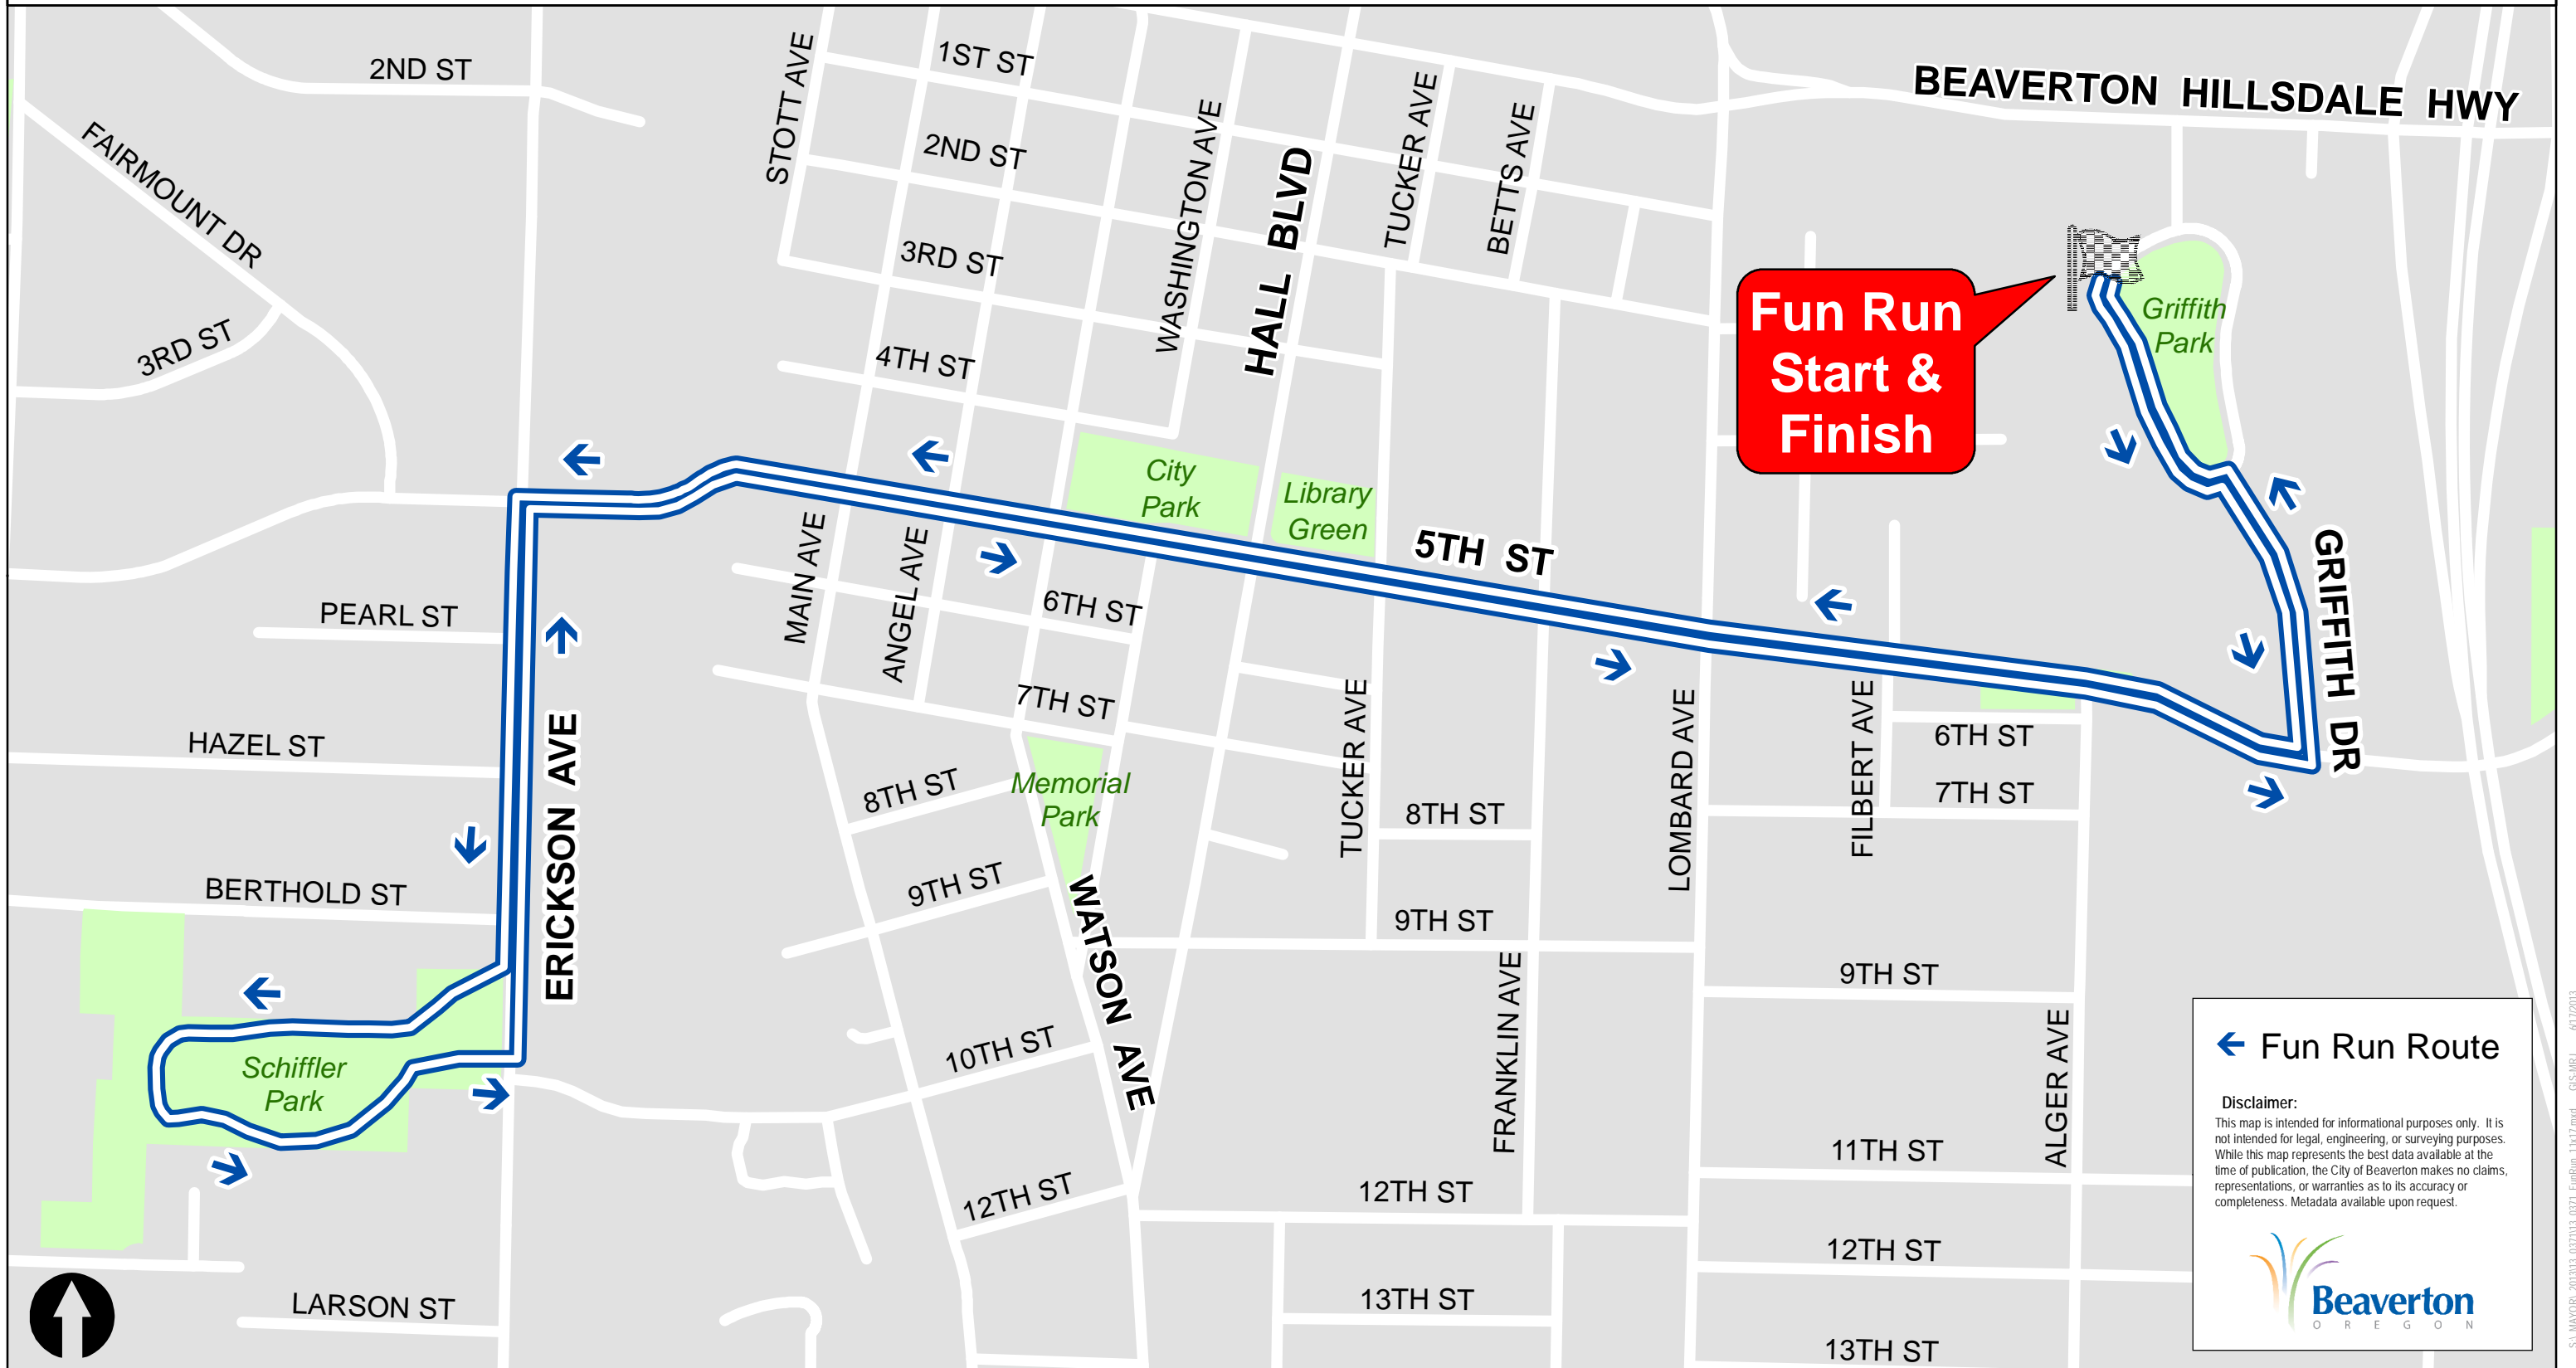 2ND ST
STOTT AVE
1ST ST
BEAVERTON HILLSDALE HWY
FAIRMOUNT DR
2ND ST
WASHINGTON AVE
HALL BLVD
TUCKER AVE
BETTS AVE
3RD ST
3RD ST
4TH ST
Fun Run
Start &
Finish
Griffith
Park
City
Park
Library
Green
5TH ST
MAIN AVE
ANGEL AVE
6TH ST
GRIFFITH DR
PEARL ST
7TH ST
TUCKER AVE
LOMBARD AVE
FILBERT AVE
6TH ST
HAZEL ST
ERICKSON AVE
8TH ST
Memorial
Park
7TH ST
8TH ST
BERTHOLD ST
9TH ST
WATSON AVE
9TH ST
FRANKLIN AVE
9TH ST
ALGER AVE
Schiffler
Park
10TH ST
11TH ST
12TH ST
12TH ST
12TH ST
LARSON ST
13TH ST
13TH ST
Fun Run Route
Disclaimer:
This map is intended for informational purposes only. It is
not intended for legal, engineering, or surveying purposes.
While this map represents the best data available at the
time of publication, the City of Beaverton makes no claims,
representations, or warranties as to its accuracy or
completeness. Metadata available upon request.
Beaverton
OREGON